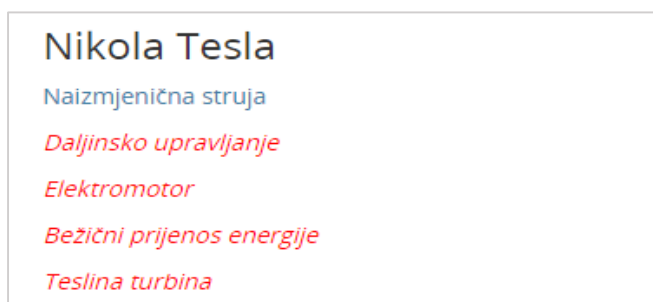 Nikola Tesla
Naizmjenična struja
Daljinsko upravljanje
Elektromotor
Bežični prijenos energije
Teslina turbina